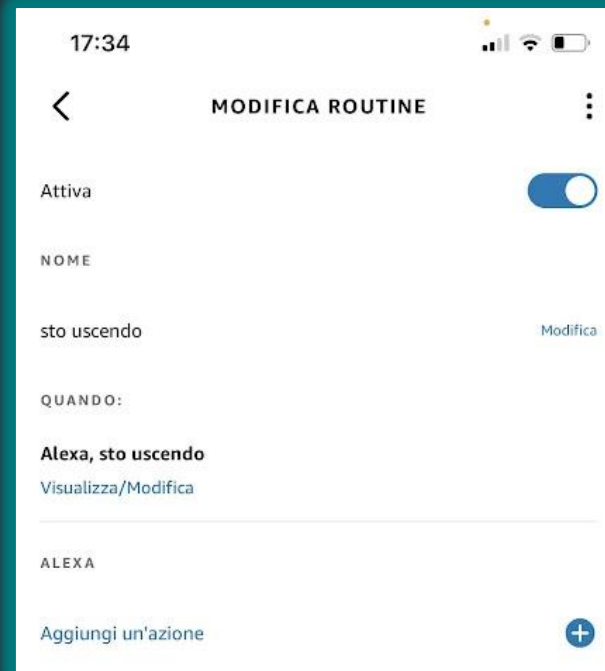 17:34
MODIFICA ROUTINE
Attiva
NOME
sto uscendo
Modifica
QUANDO:
Alexa, sto uscendo
Visualizza/Modifica
ALEXA
Aggiungi un'azione